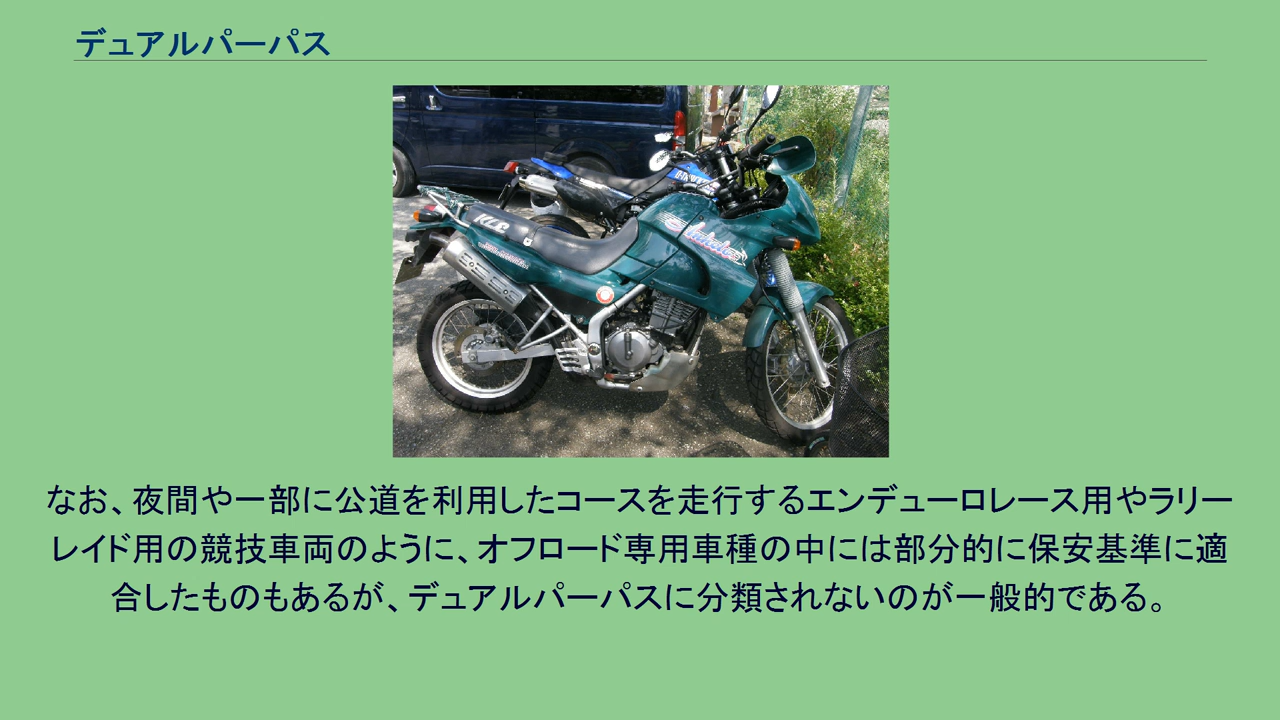 デュアルパーパス
KLE
なお、夜間や一部に公道を利用したコースを走行するエンデューロレース用やラリー
レイド用の競技車両のように、オフロード専用車種の中には部分的に保安基準に適
合したものもあるが、デュアルパーパスに分類されないのが一般的である。